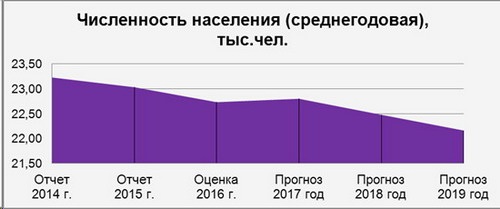 Численность населения (среднегодовая),
тыс.чел.
23,50
23,00
22,50
22,00
21,50
Отчет Отчет Оценка Прогноз Прогноз Прогноз
2014 г. 2015 г. 2016 г. 2017 год 2018 год 2019 год